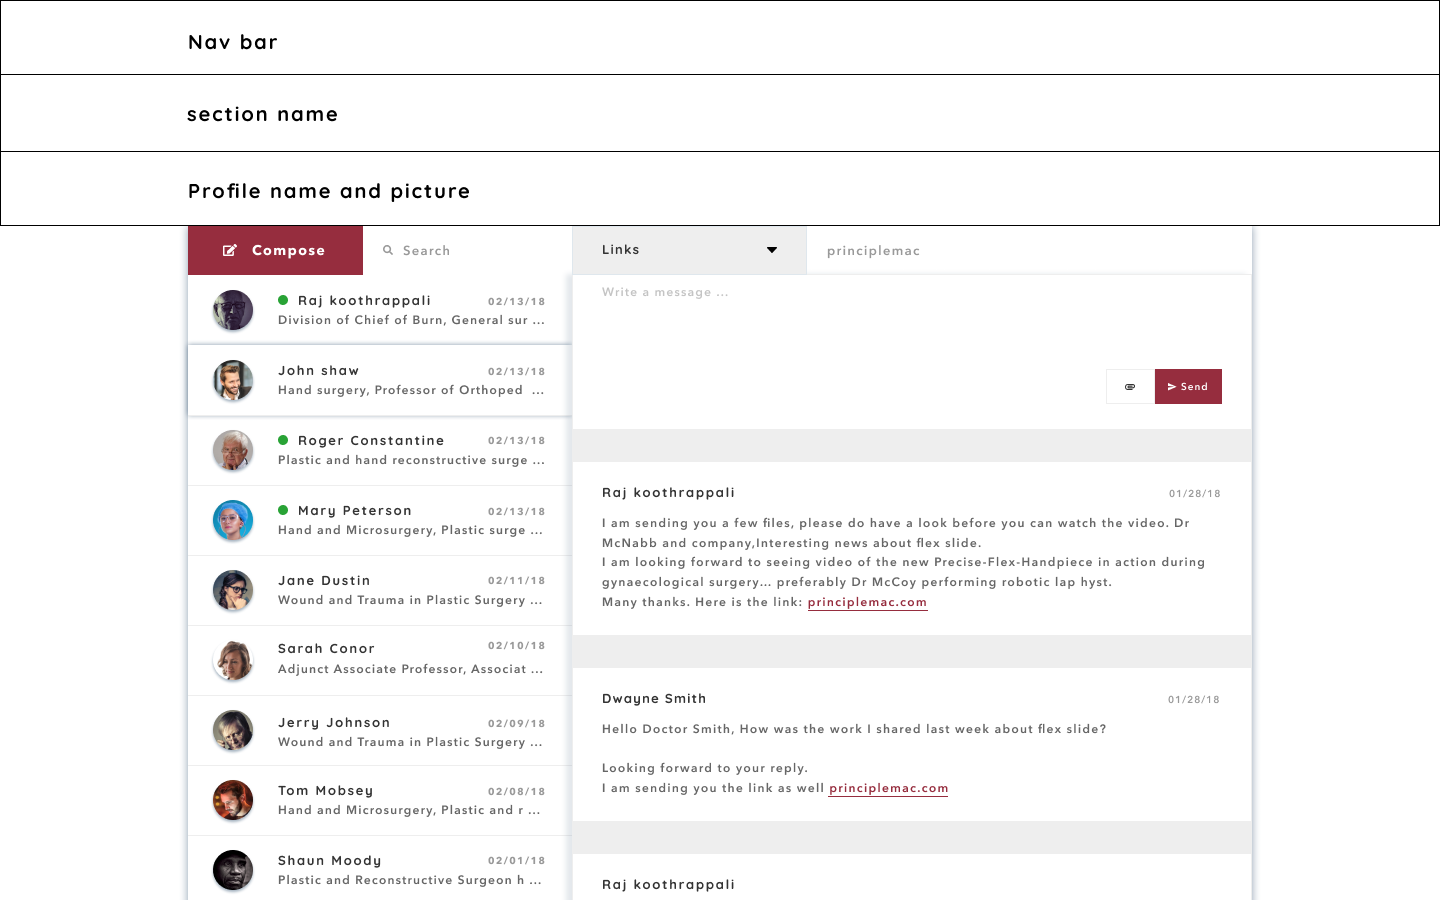 Nav bar
section name
Profile name and picture
Compose
Search
Links
principlemac
Raj koothrappali 02/13/18
Division of Chief of Burn, General sur ...
John shaw 02/13/18
Hand surgery, Professor of Orthoped ...
Roger Constantine 02/13/18
Plastic and hand reconstructive surge ...
Mary Peterson 02/13/18
Hand and Microsurgery, Plastic surge ...
Jane Dustin 02/11/18
Wound and Trauma in Plastic Surgery ...
Sarah Conor 02/10/18
Adjunct Associate Professor, Associat ...
Jerry Johnson 02/09/18
Wound and Trauma in Plastic Surgery ...
Tom Mobsey 02/08/18
Hand and Microsurgery, Plastic and r ...
Shaun Moody 02/01/18
Plastic and Reconstructive Surgeon h ...
Write a message ...
Send
Raj koothrappali 01/28/18
I am sending you a few files, please do have a look before you can watch the video. Dr
McNabb and company,Interesting news about flex slide.
I am looking forward to seeing video of the new Precise-Flex-Handpiece in action during
gynaecological surgery... preferably Dr McCoy performing robotic lap hyst.
Many thanks. Here is the link: principlemac.com
Dwayne Smith 01/28/18
Hello Doctor Smith, How was the work I shared last week about flex slide?
Looking forward to your reply.
I am sending you the link as well principlemac.com
Raj koothrappali